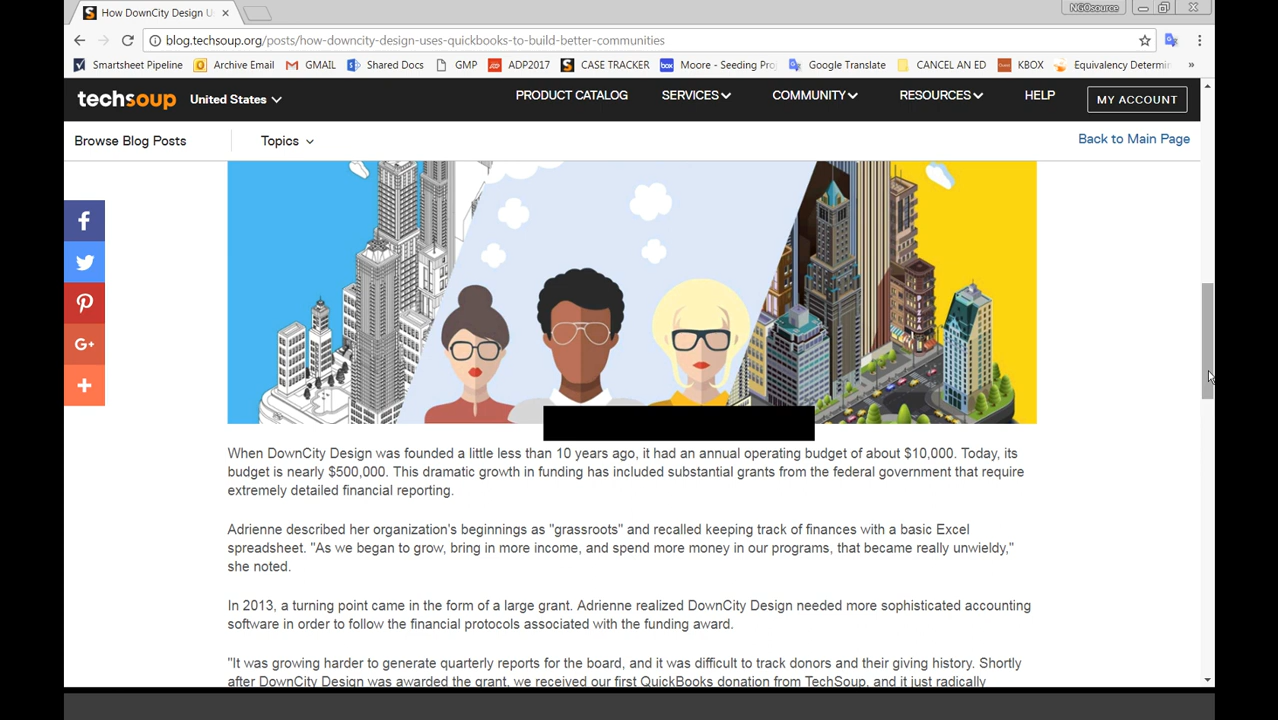 How DownCity Design U
NGOsource
blog.techsoup.org/posts/how-downcity-design-uses-quickbooks-to-build-better-communities
Smartsheet Pipeline Archive Email GMAIL Shared Docs GMP ADP2017 CASE TRACKER Moore - Seeding Proj Google Translate CANCEL AN ED KBOX Equivalency Determin »
techsoup United States PRODUCT CATALOG SERVICES COMMUNITY RESOURCES HELP MY ACCOUNT
Browse Blog Posts Topics Back to Main Page
PIZZA
When DownCity Design was founded a little less than 10 years ago, it had an annual operating budget of about $10,000. Today, its
budget is nearly $500,000. This dramatic growth in funding has included substantial grants from the federal government that require
extremely detailed financial reporting.
Adrienne described her organization's beginnings as "grassroots" and recalled keeping track of finances with a basic Excel
spreadsheet. "As we began to grow, bring in more income, and spend more money in our programs, that became really unwieldy,"
she noted.
In 2013, a turning point came in the form of a large grant. Adrienne realized DownCity Design needed more sophisticated accounting
software in order to follow the financial protocols associated with the funding award.
"It was growing harder to generate quarterly reports for the board, and it was difficult to track donors and their giving history. Shortly
after DownCity Design was awarded the grant, we received our first QuickBooks donation from TechSoup, and it just radically